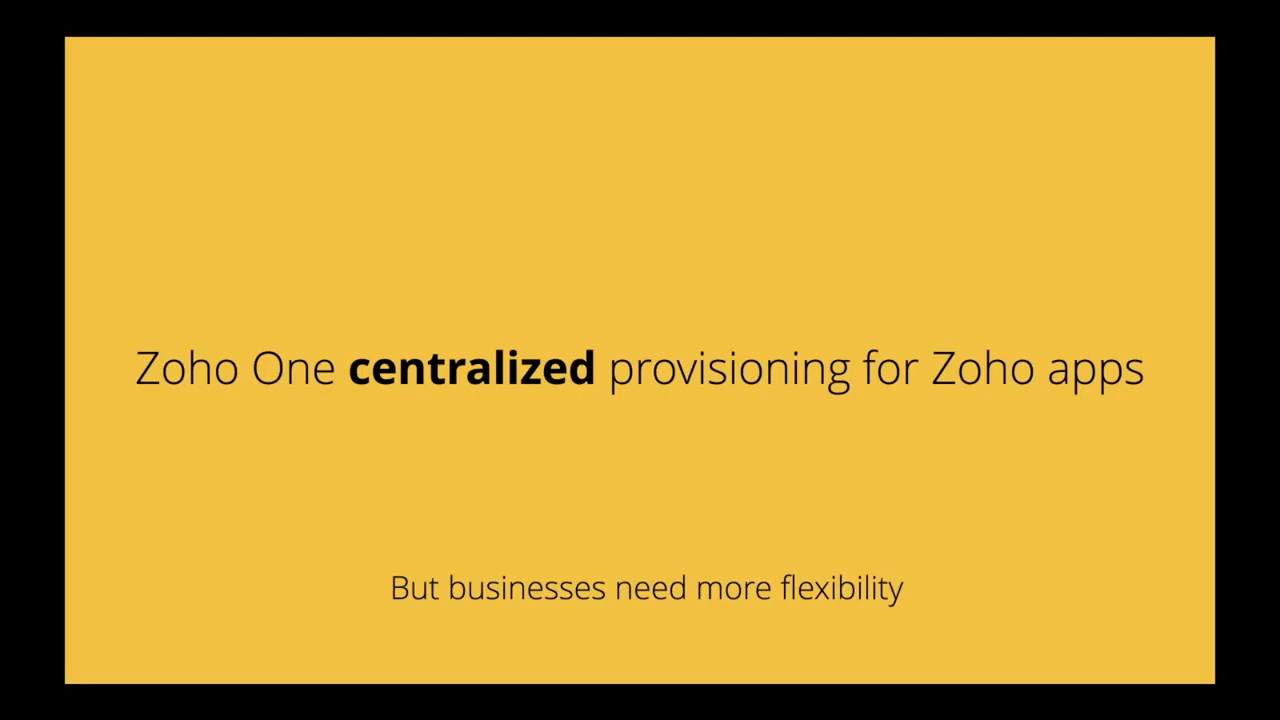 Zoho One centralized provisioning for Zoho apps
But businesses need more flexibility